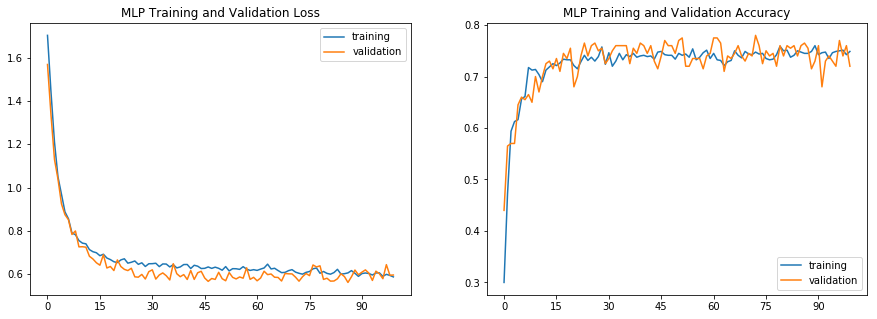 MLP Training and Validation Loss
training
validation
1.6
1.4
1.2
1.0
0.8
0.6
0 15 30 45 60 75 90
MLP Training and Validation Accuracy
0.8
0.7
0.6
0.5
0.4
0.3
training
validation
0 15 30 45 60 75 90